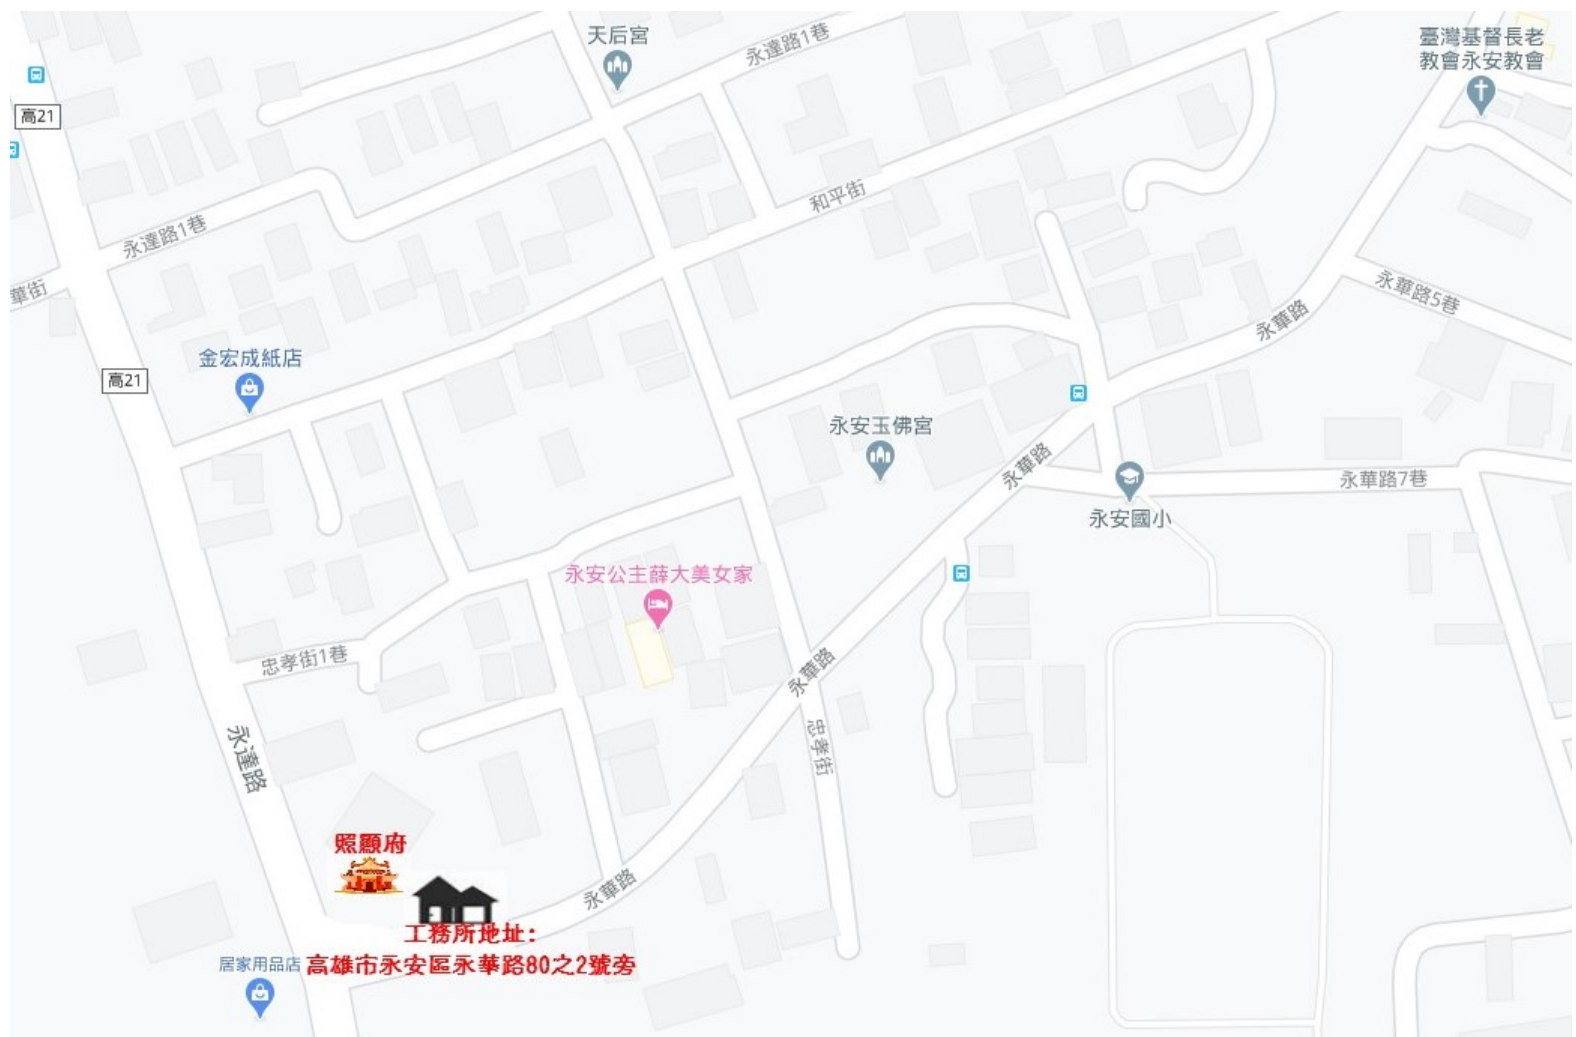 天后宮
永達路1巷
臺灣基督長老
教會永安教會
高21
永達路1巷
和平街
華街
永華路5巷
永華路
金宏成紙店
高21
永安玉佛宮
永華路
永華路7巷
永安國小
永安公主薛大美女家
忠孝街1巷
永華路
忠孝街
永達路
照顯府
永華路
工務所地址:
高雄市永安區永華路80之2號旁
居家用品店